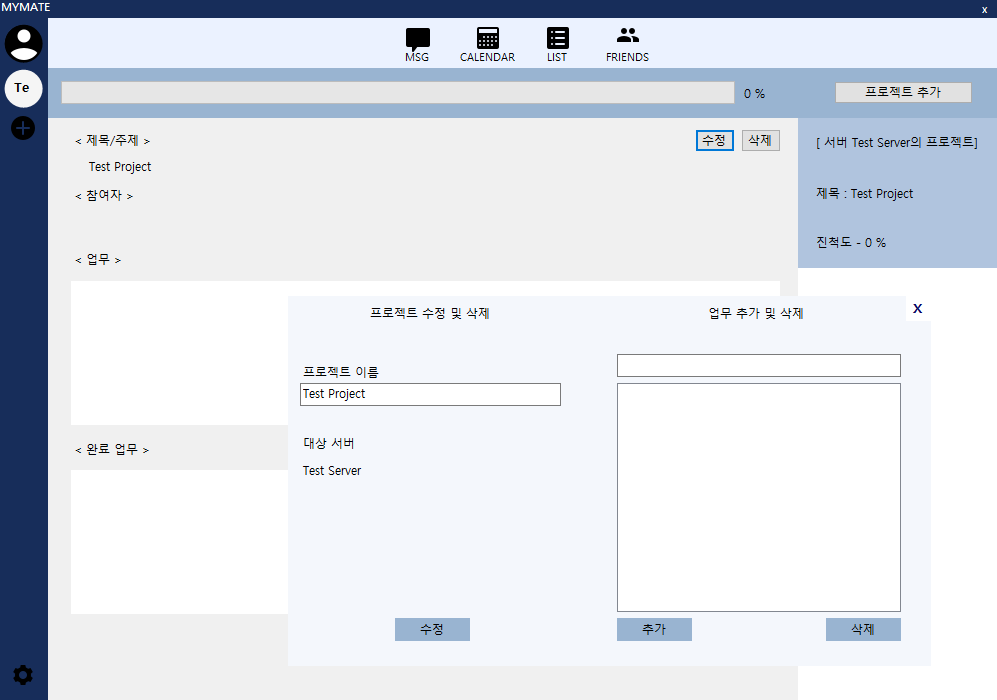 MYMATE
x
Te
MSG
CALENDAR
LIST
FRIENDS
0 %
프로젝트 추가
< 제목/주제 >
수정
삭제
Test Project
< 참여자 >
< 업무 >
< 완료 업무 >
[ 서버 Test Server의 프로젝트]
제목 : Test Project
진척도 - 0 %
프로젝트 수정 및 삭제
업무 추가 및 삭제
X
프로젝트 이름
Test Project
대상 서버
Test Server
수정
추가
삭제